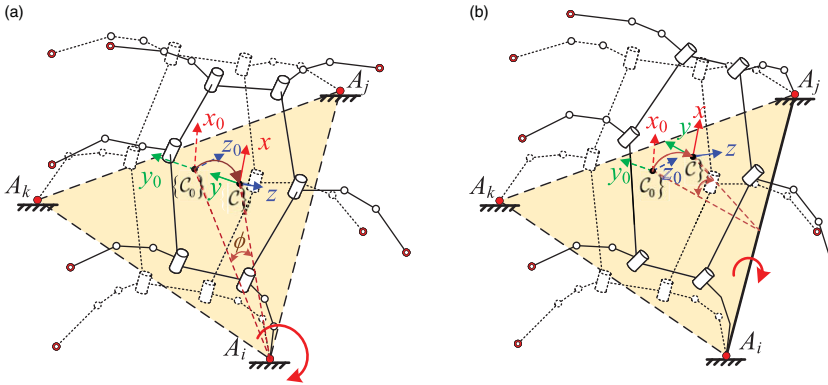 (a)
A_j
x_0
x
z_0
y_0
{C_0}
y
C}
z
A_k
ϕ
A_i
(b)
A_j
x
x_0
y
z
y_0
z_0
{C_0}
C}
A_k
A_i